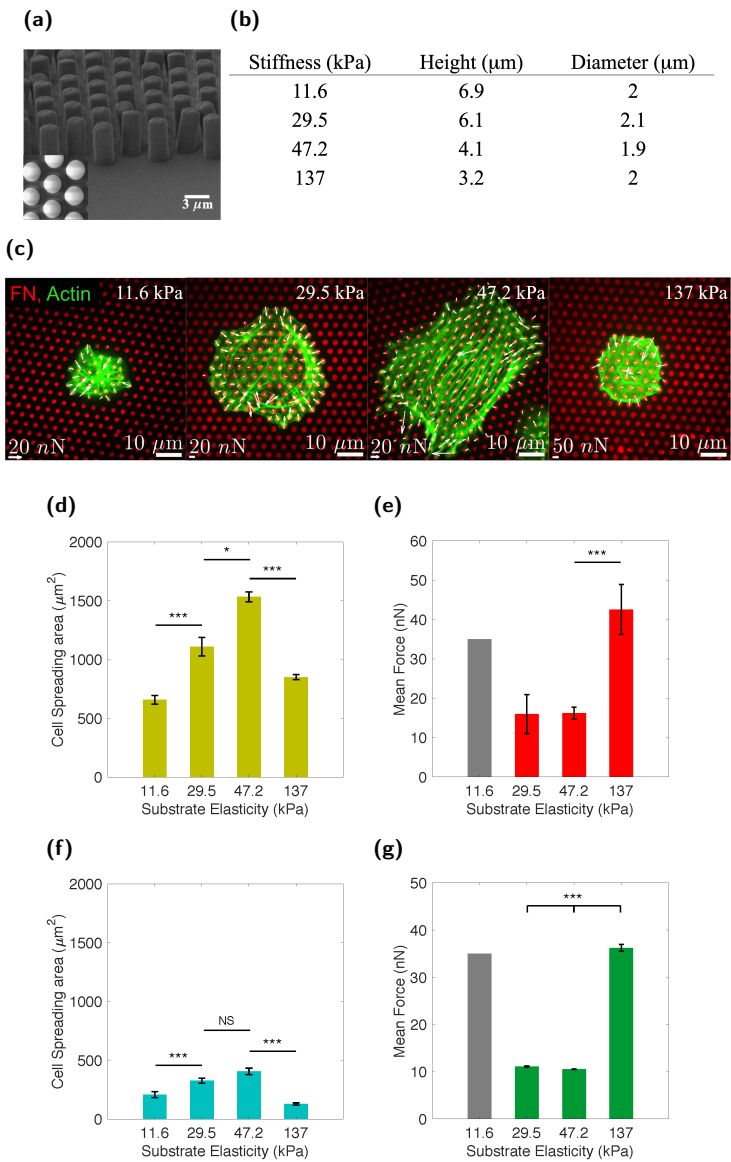 (a)
3 μm
(b)
Stiffness (kPa) Height (μm) Diameter (μm)
11.6 6.9 2
29.5 6.1 2.1
47.2 4.1 1.9
137 3.2 2
(c)
FN, Actin 11.6 kPa 29.5 kPa 47.2 kPa 137 kPa
20 nN 10 μm 20 nN 10 μm 20 nN 10 μm 50 nN 10 μm
(d)
Cell Spreading area (μm²)
2000
1500
1000
500
0
***
*
***
11.6 29.5 47.2 137
Substrate Elasticity (kPa)
(e)
Mean Force (nN)
60
50
40
30
20
10
0
***
11.6 29.5 47.2 137
Substrate Elasticity (kPa)
(f)
Cell Spreading area (μm²)
2000
1500
1000
500
0
***
NS
***
11.6 29.5 47.2 137
Substrate Elasticity (kPa)
(g)
Mean Force (nN)
50
40
30
20
10
0
***
11.6 29.5 47.2 137
Substrate Elasticity (kPa)